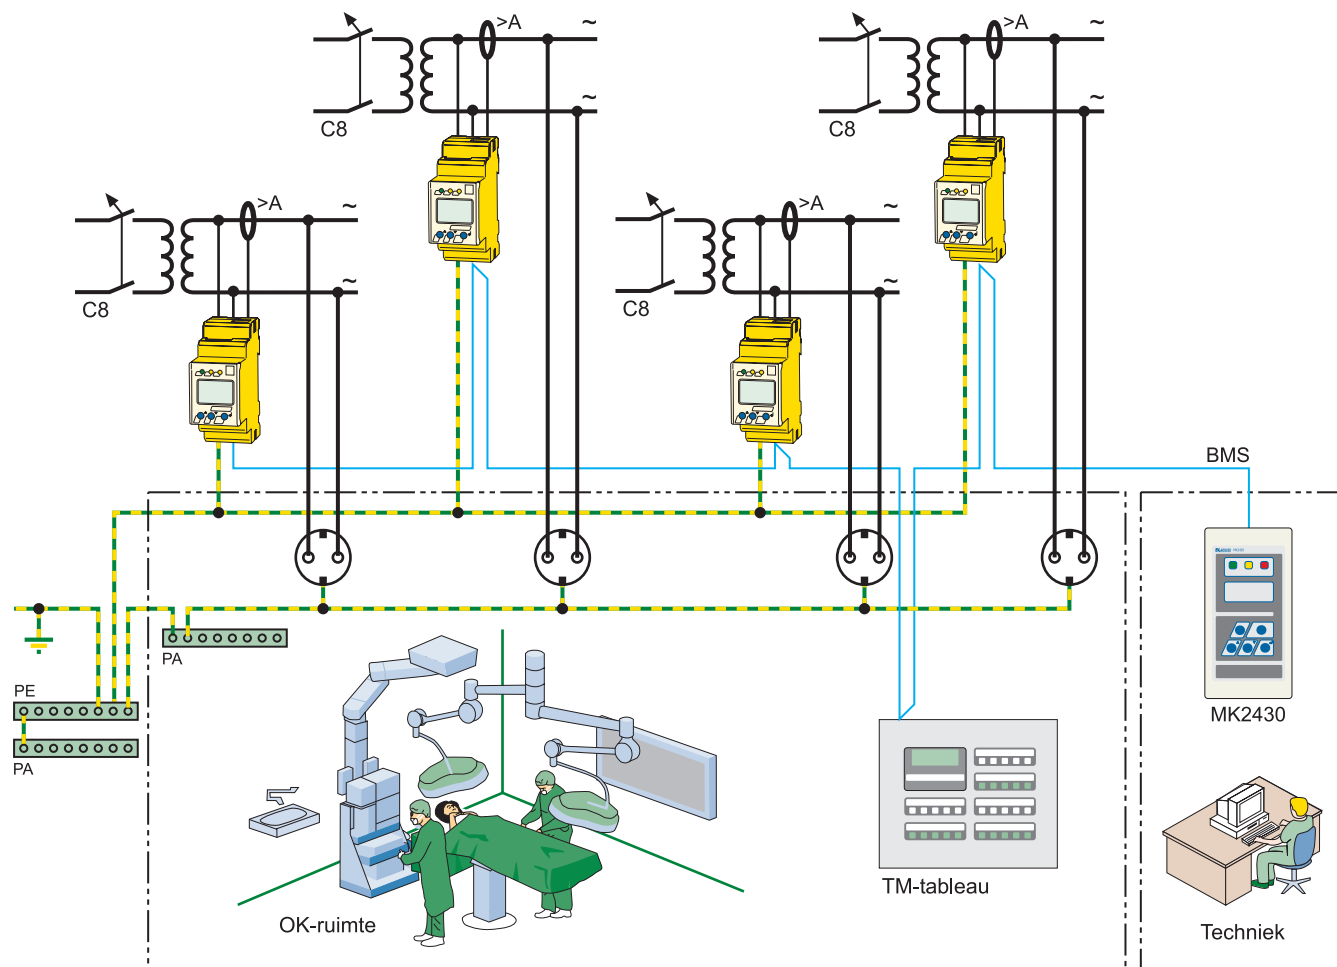 >A ~
~
C8
>A ~
~
C8
>A ~
~
C8
>A ~
~
C8
BMS
PA
PE
PA
MK2430
TM-tableau
OK-ruimte
Techniek